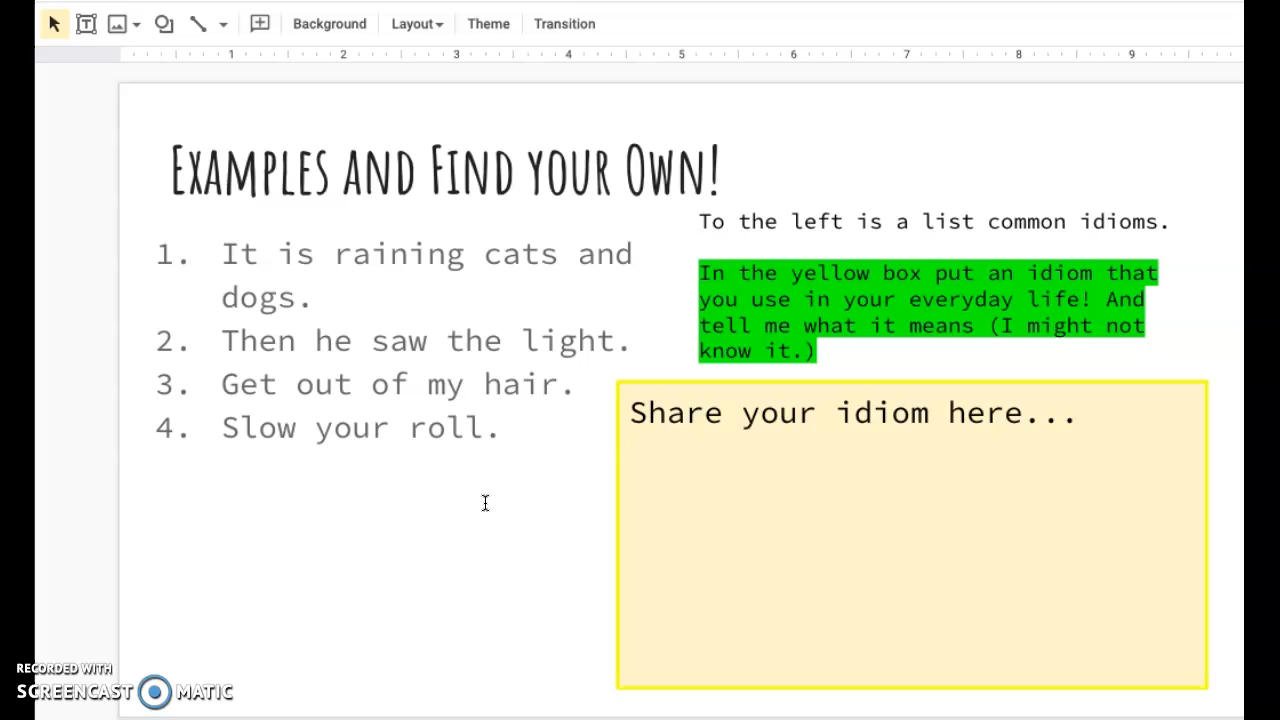 Background Layout Theme Transition
1 2 3 4 5 6 7 8 9
Examples and Find your Own!
1. It is raining cats and
dogs.
2. Then he saw the light.
3. Get out of my hair.
4. Slow your roll.
To the left is a list common idioms.
In the yellow box put an idiom that
you use in your everyday life! And
tell me what it means (I might not
know it.)
Share your idiom here...
RECORDED WITH
SCREENCAST MATIC